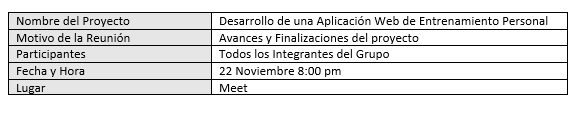 Nombre del Proyecto Desarrollo de una Aplicación Web de Entrenamiento Personal
Motivo de la Reunión Avances y Finalizaciones del proyecto
Participantes Todos los Integrantes del Grupo
Fecha y Hora 22 Noviembre 8:00 pm
Lugar Meet